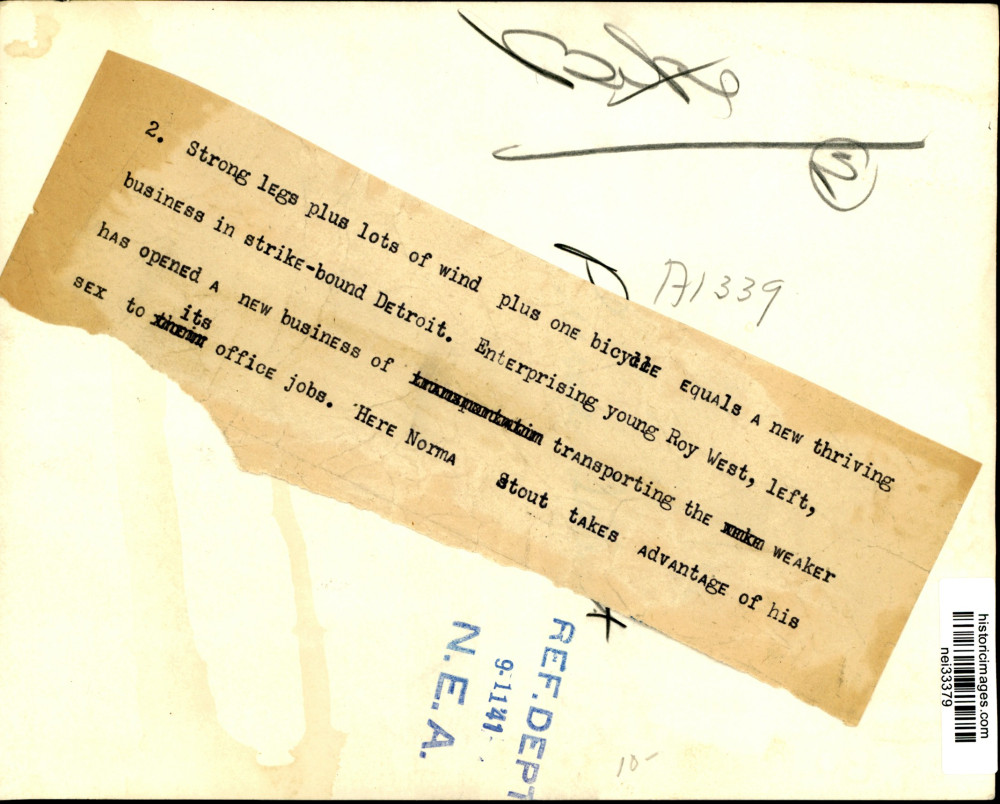 2. Strong legs plus lots of wind plus one bicycle equals a new thriving
business in strike-bound Detroit. Enterprising young Roy West, left,
has opened a new business of transporting the weaker
sex to its office jobs. Here Norma Stout takes advantage of his
A1339
REF.DEPT
9-11'41
N.E.A.
10-
historicimages.com
nei33379